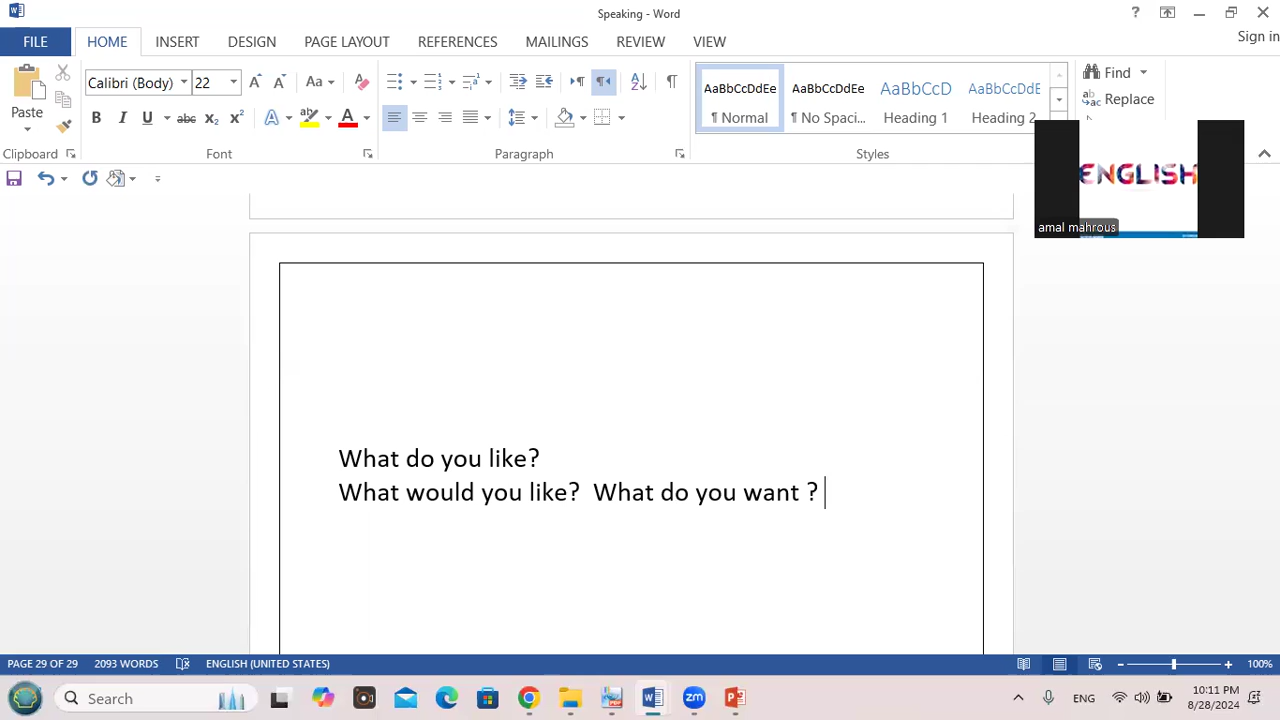 Speaking - Word
Sign in
FILE HOME INSERT DESIGN PAGE LAYOUT REFERENCES MAILINGS REVIEW VIEW
Calibri (Body) 22
Paste
AaBbCcDdEe AaBbCcDdEe AaBbCcD AaBbCcDdE
¶ Normal ¶ No Spaci... Heading 1 Heading 2
Find
Replace
Clipboard Font Paragraph Styles
ENGLISH
amal mahrous
What do you like?
What would you like?  What do you want ?
PAGE 29 OF 29 2093 WORDS ENGLISH (UNITED STATES) 100%
Search
ENG
10:11 PM
8/28/2024